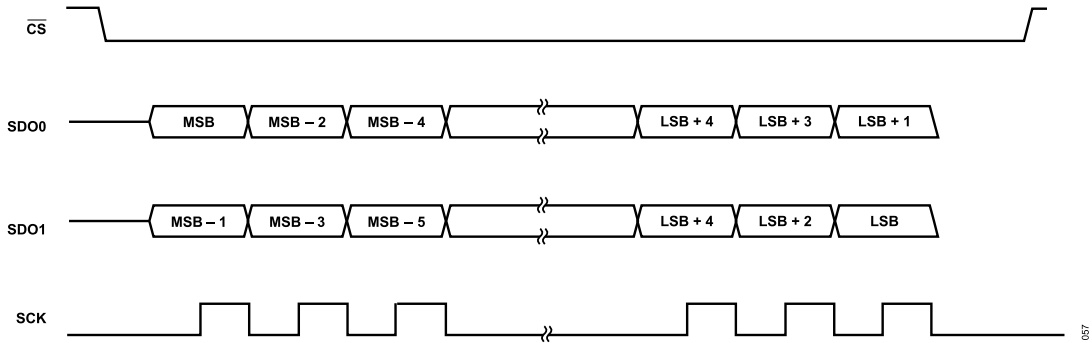 CS
SDO0 MSB MSB – 2 MSB – 4 LSB + 4 LSB + 3 LSB + 1
SDO1 MSB – 1 MSB – 3 MSB – 5 LSB + 4 LSB + 2 LSB
SCK
057